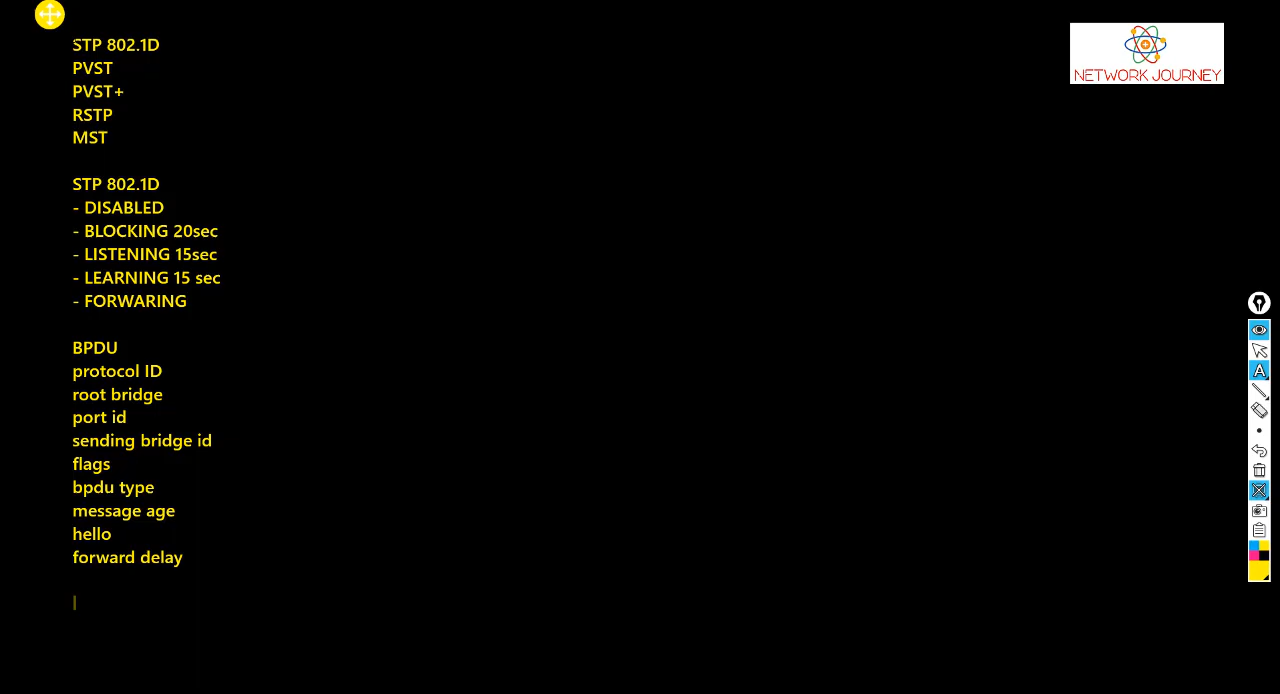 STP 802.1D
PVST
PVST+
RSTP
MST
STP 802.1D
- DISABLED
- BLOCKING 20sec
- LISTENING 15sec
- LEARNING 15 sec
- FORWARING
BPDU
protocol ID
root bridge
port id
sending bridge id
flags
bpdu type
message age
hello
forward delay
NETWORK JOURNEY
A